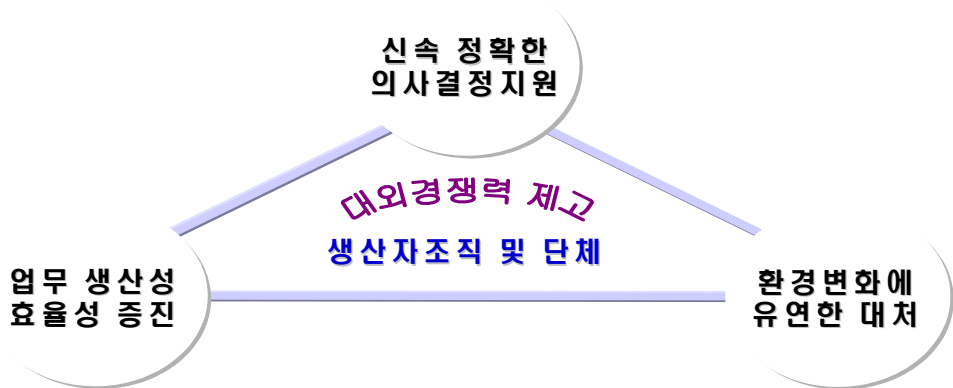 신속 정확한
의사결정지원
대외경쟁력 제고
생산자조직 및 단체
업무 생산성
효율성 증진
환경변화에
유연한 대처